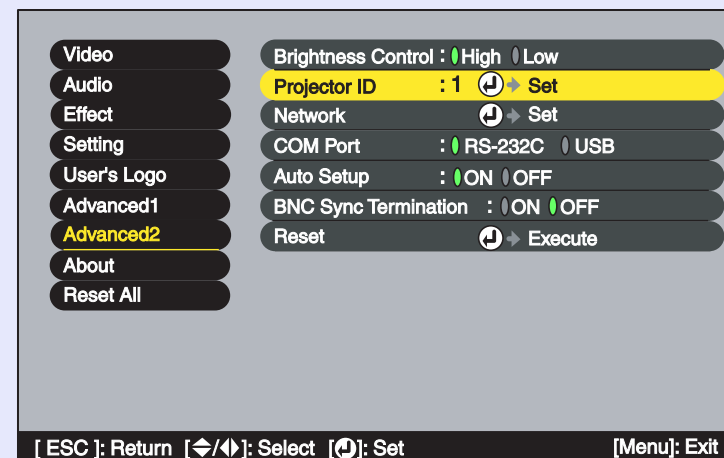 Video
Audio
Effect
Setting
User's Logo
Advanced1
Advanced2
About
Reset All
Brightness Control : High Low
Projector ID : 1 Set
Network Set
COM Port : RS-232C USB
Auto Setup : ON OFF
BNC Sync Termination : ON OFF
Reset Execute
[ ESC ]: Return [ / ]: Select [ ]: Set [Menu]: Exit